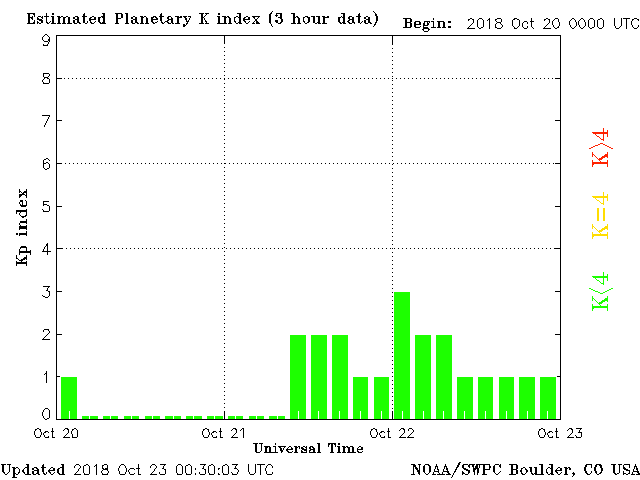 Estimated Planetary K index (3 hour data)
Begin: 2018 Oct 20 0000 UTC
9
8
7
6
5
4
3
2
1
0
Kp index
K>4
K=4
K<4
Oct 20 Oct 21 Oct 22 Oct 23
Universal Time
Updated 2018 Oct 23 00:30:03 UTC
NOAA/SWPC Boulder, CO USA